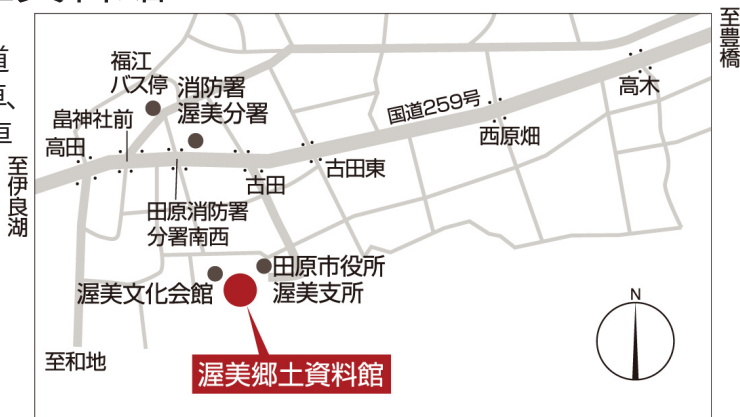 道
至豊橋
福江
バス停
消防署
渥美分署
高木
国道259号
畠神社前
西原畑
高田
古田東
古田
至伊良湖
田原消防署
分署南西
田原市役所
渥美支所
渥美文化会館
N
至和地
渥美郷土資料館